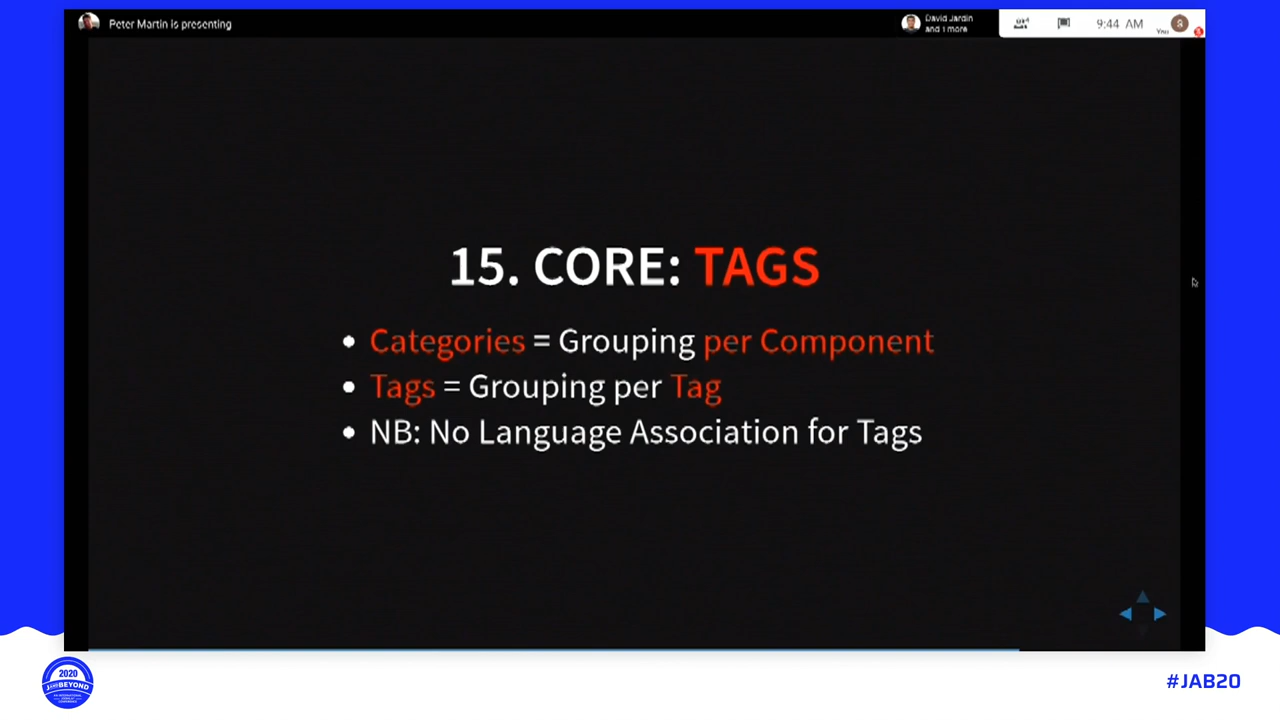 Peter Martin is presenting
David Jardin
and 1 more
9:44 AM
You
S
15. CORE: TAGS
• Categories = Grouping per Component
• Tags = Grouping per Tag
• NB: No Language Association for Tags
2020
JANDBEYOND
#JAB20